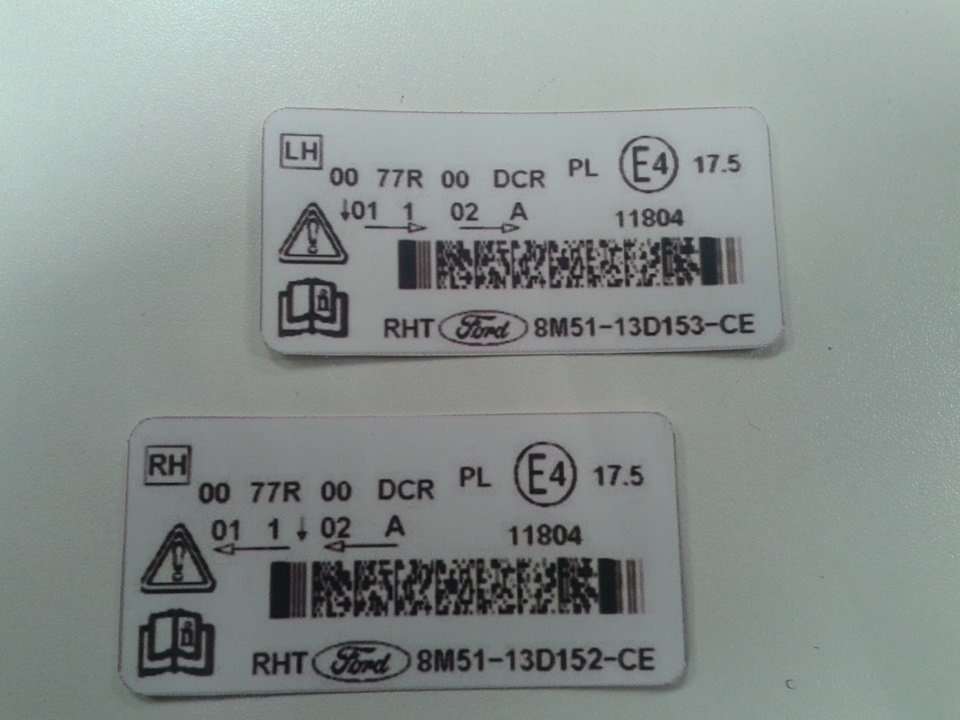 LH
00 77R 00 DCR PL E4 17.5
↓01 1 02 A 11804
RHT Ford 8M51-13D153-CE
RH
00 77R 00 DCR PL E4 17.5
01 1 ↓ 02 A 11804
RHT Ford 8M51-13D152-CE